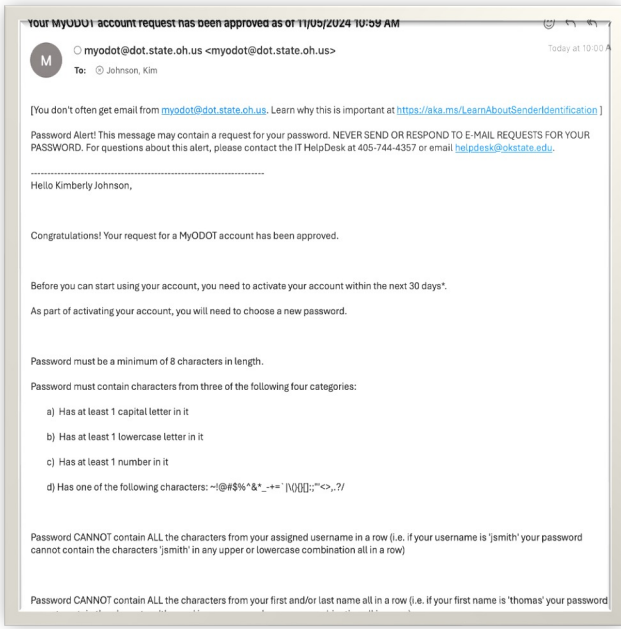 Your MyODOT account request has been approved as of 11/05/2024 10:59 AM
M
myodot@dot.state.oh.us <myodot@dot.state.oh.us>
Today at 10:00 A
To: Johnson, Kim
[You don't often get email from myodot@dot.state.oh.us. Learn why this is important at https://aka.ms/LearnAboutSenderIdentification ]
Password Alert! This message may contain a request for your password. NEVER SEND OR RESPOND TO E-MAIL REQUESTS FOR YOUR
PASSWORD. For questions about this alert, please contact the IT HelpDesk at 405-744-4357 or email helpdesk@okstate.edu.
------------------------------------------------------------------------
Hello Kimberly Johnson,
Congratulations! Your request for a MyODOT account has been approved.
Before you can start using your account, you need to activate your account within the next 30 days*.
As part of activating your account, you will need to choose a new password.
Password must be a minimum of 8 characters in length.
Password must contain characters from three of the following four categories:
a) Has at least 1 capital letter in it
b) Has at least 1 lowercase letter in it
c) Has at least 1 number in it
d) Has one of the following characters: ~!@#$%^&*_-+=`|\(){}[]:;"'<>,.?/
Password CANNOT contain ALL the characters from your assigned username in a row (i.e. if your username is 'jsmith' your password
cannot contain the characters 'jsmith' in any upper or lowercase combination all in a row)
Password CANNOT contain ALL the characters from your first and/or last name all in a row (i.e. if your first name is 'thomas' your password